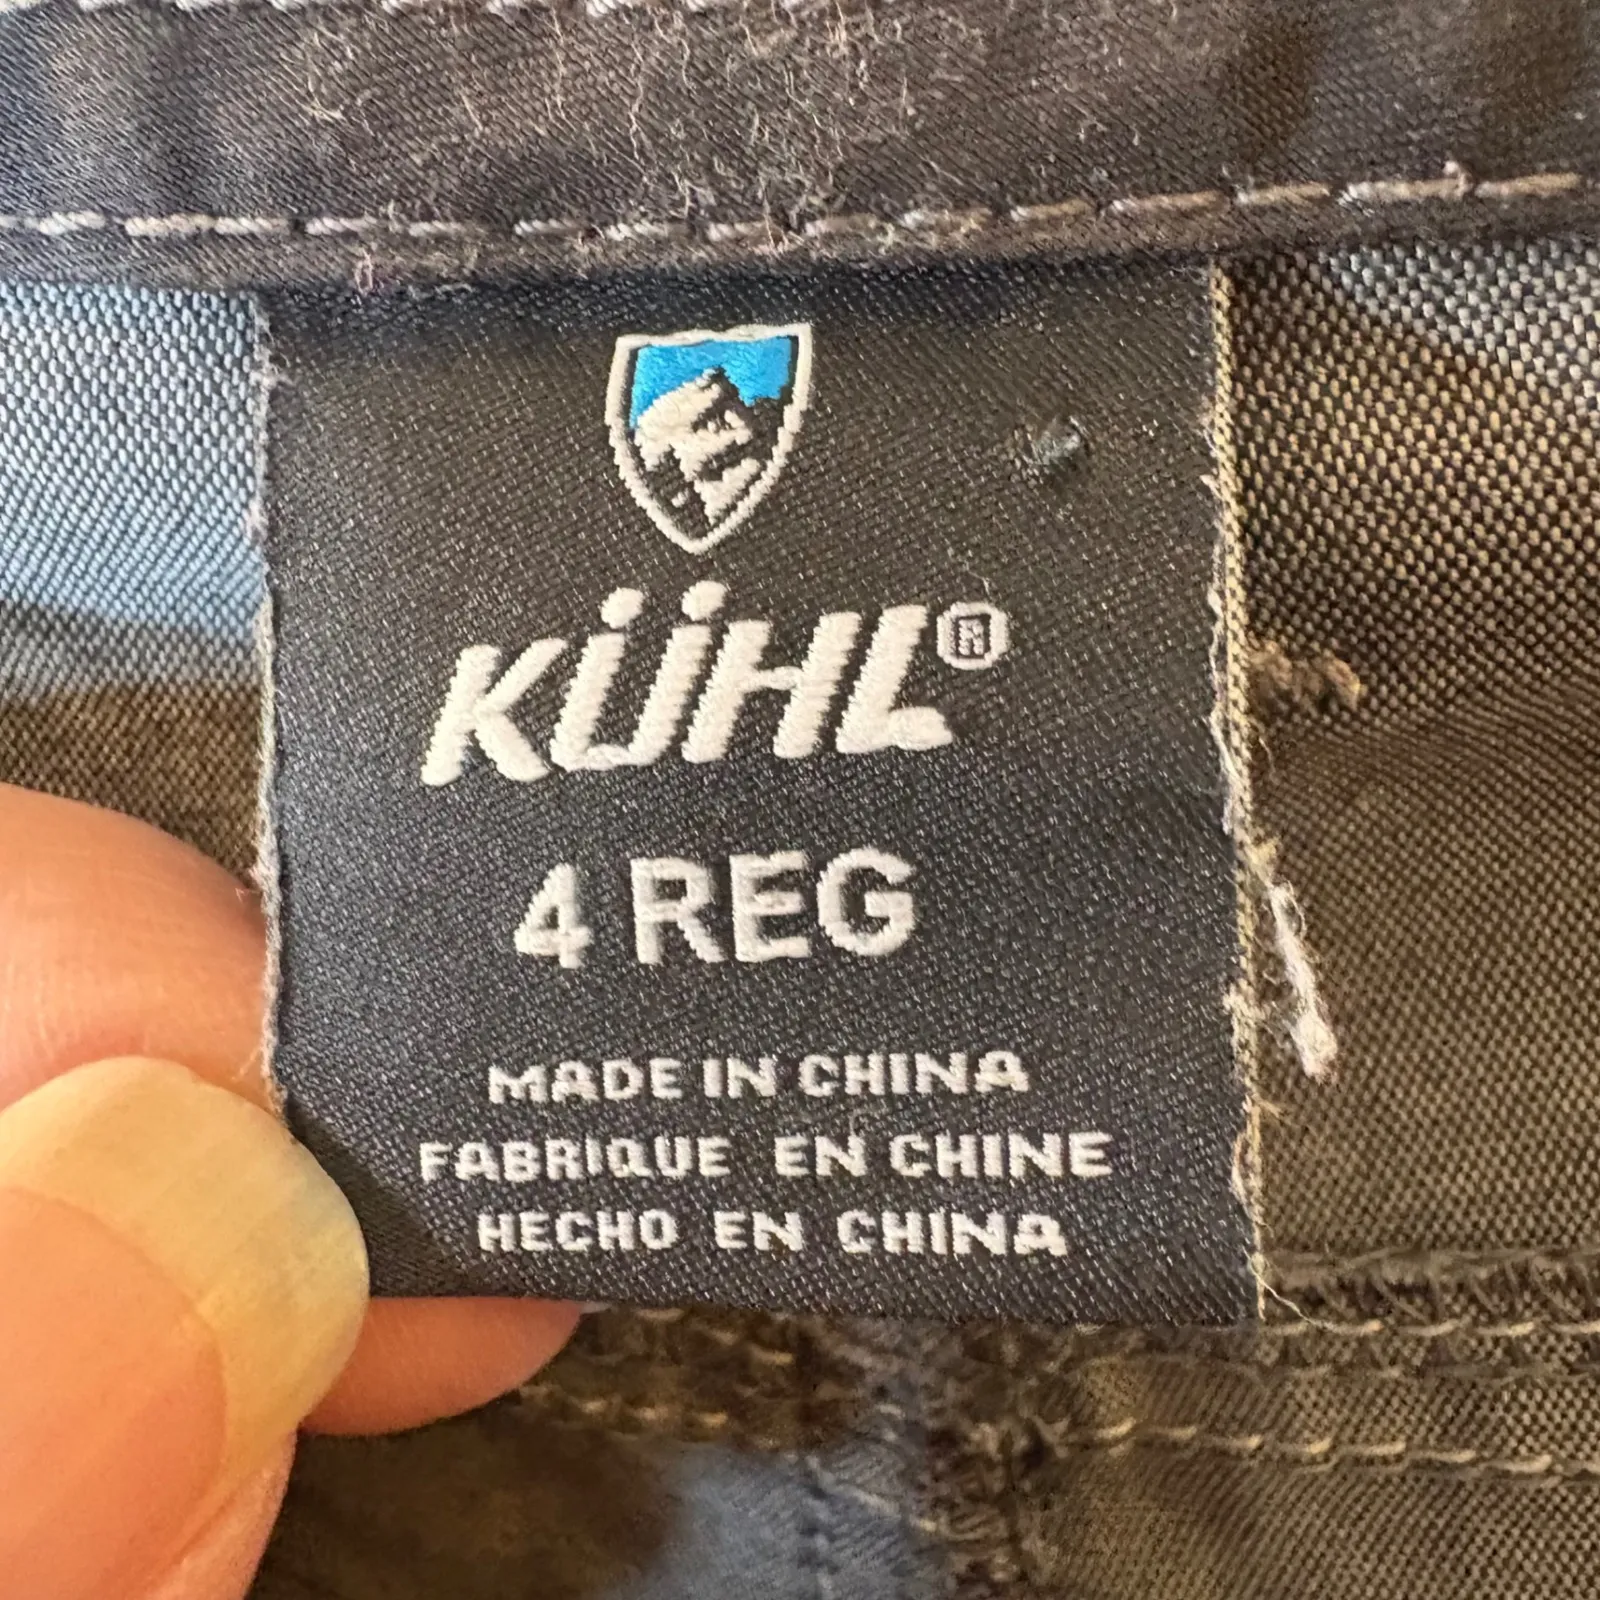 KÜHL®
4 REG
MADE IN CHINA
FABRIQUE EN CHINE
HECHO EN CHINA